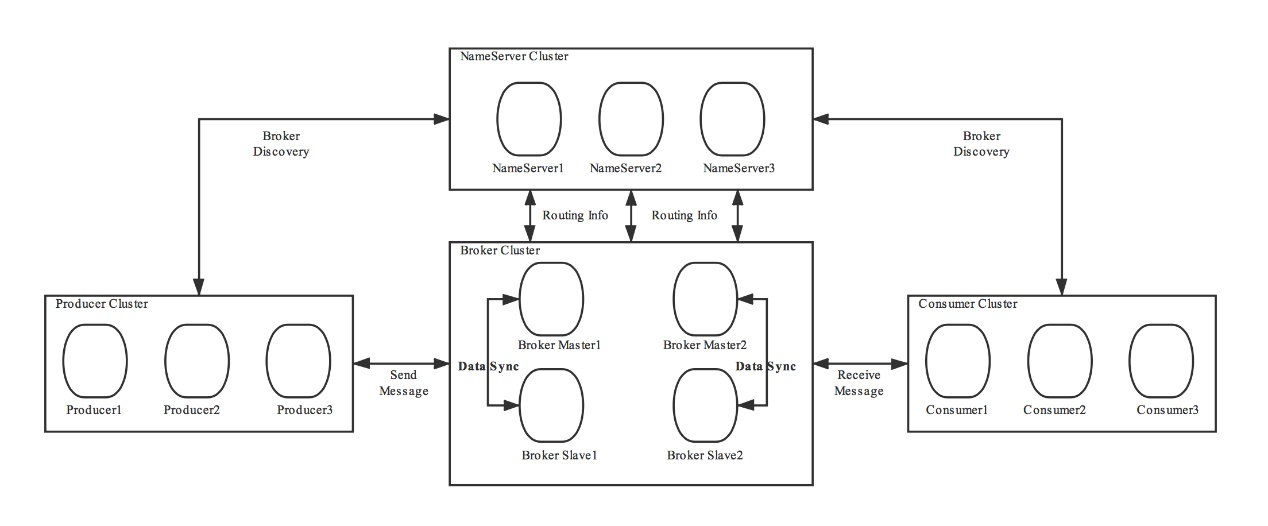 NameServer Cluster
NameServer1
NameServer2
NameServer3
Broker
Discovery
Broker
Discovery
Routing Info
Routing Info
Broker Cluster
Broker Master1
Broker Master2
Data Sync
Data Sync
Broker Slave1
Broker Slave2
Producer Cluster
Producer1
Producer2
Producer3
Send
Message
Receive
Message
Consumer Cluster
Consumer1
Consumer2
Consumer3